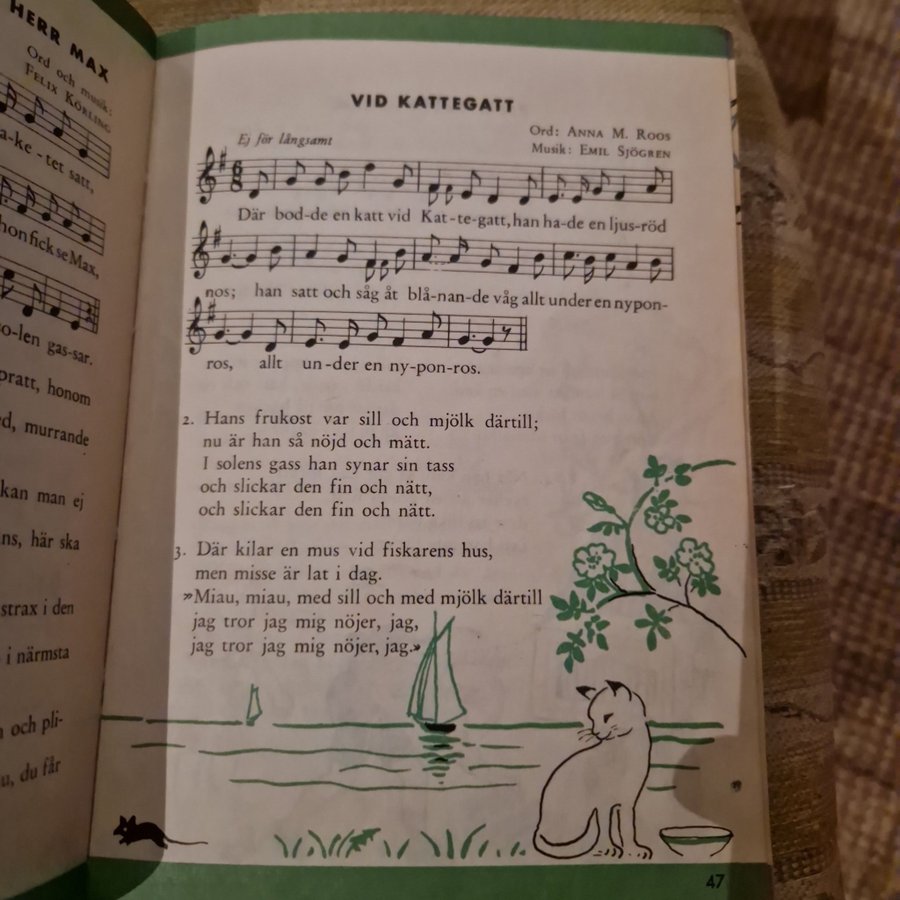 HERR MAX
Ord och musik:
FELIX KÖRLING
a-ke-tet satt,
hon fick se Max,
so-len gas-sar.
pratt, honom
murrande
kan man ej
ns, här ska
strax i den
i närmsta
och pli-
u, du får
VID KATTEGATT
Ord: ANNA M. ROOS
Ej för långsamt
Musik: EMIL SJÖGREN
Där bod-de en katt vid Kat-te-gatt, han ha-de en ljus-röd
nos; han satt och såg åt blå-nan-de våg allt under en nypon-
ros, allt un-der en ny-pon-ros.
2. Hans frukost var sill och mjölk därtill;
nu är han så nöjd och mätt.
I solens gass han synar sin tass
och slickar den fin och nätt,
och slickar den fin och nätt.
3. Där kilar en mus vid fiskarens hus,
men misse är lat i dag.
»Miau, miau, med sill och med mjölk därtill
jag tror jag mig nöjer, jag,
jag tror jag mig nöjer, jag.»
47